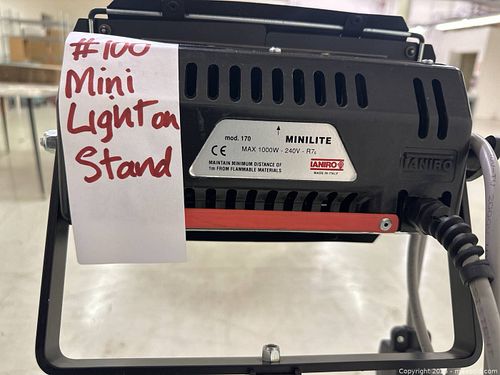 #100
Mini
Light on
Stand
mod. 170 MINILITE
MAX 1000W - 240V - R7s
CE
MAINTAIN MINIMUM DISTANCE OF
1m FROM FLAMMABLE MATERIALS
IANIRO
MADE IN ITALY
IANIRO